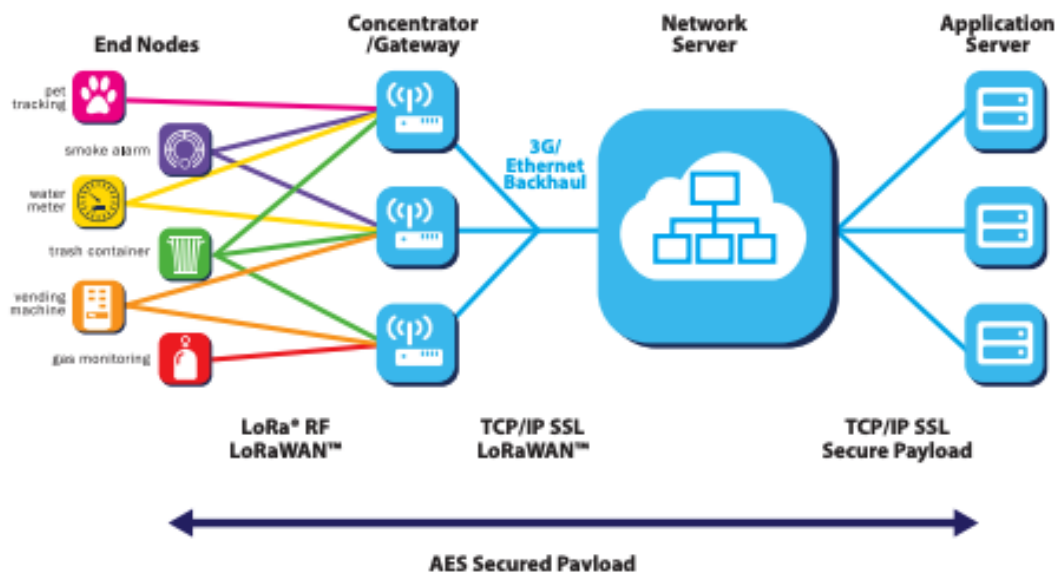 End Nodes
Concentrator
/Gateway
Network
Server
Application
Server
pet
tracking
smoke alarm
water
meter
trash container
vending
machine
gas monitoring
3G/
Ethernet
Backhaul
LoRa® RF
LoRaWAN™
TCP/IP SSL
LoRaWAN™
TCP/IP SSL
Secure Payload
AES Secured Payload